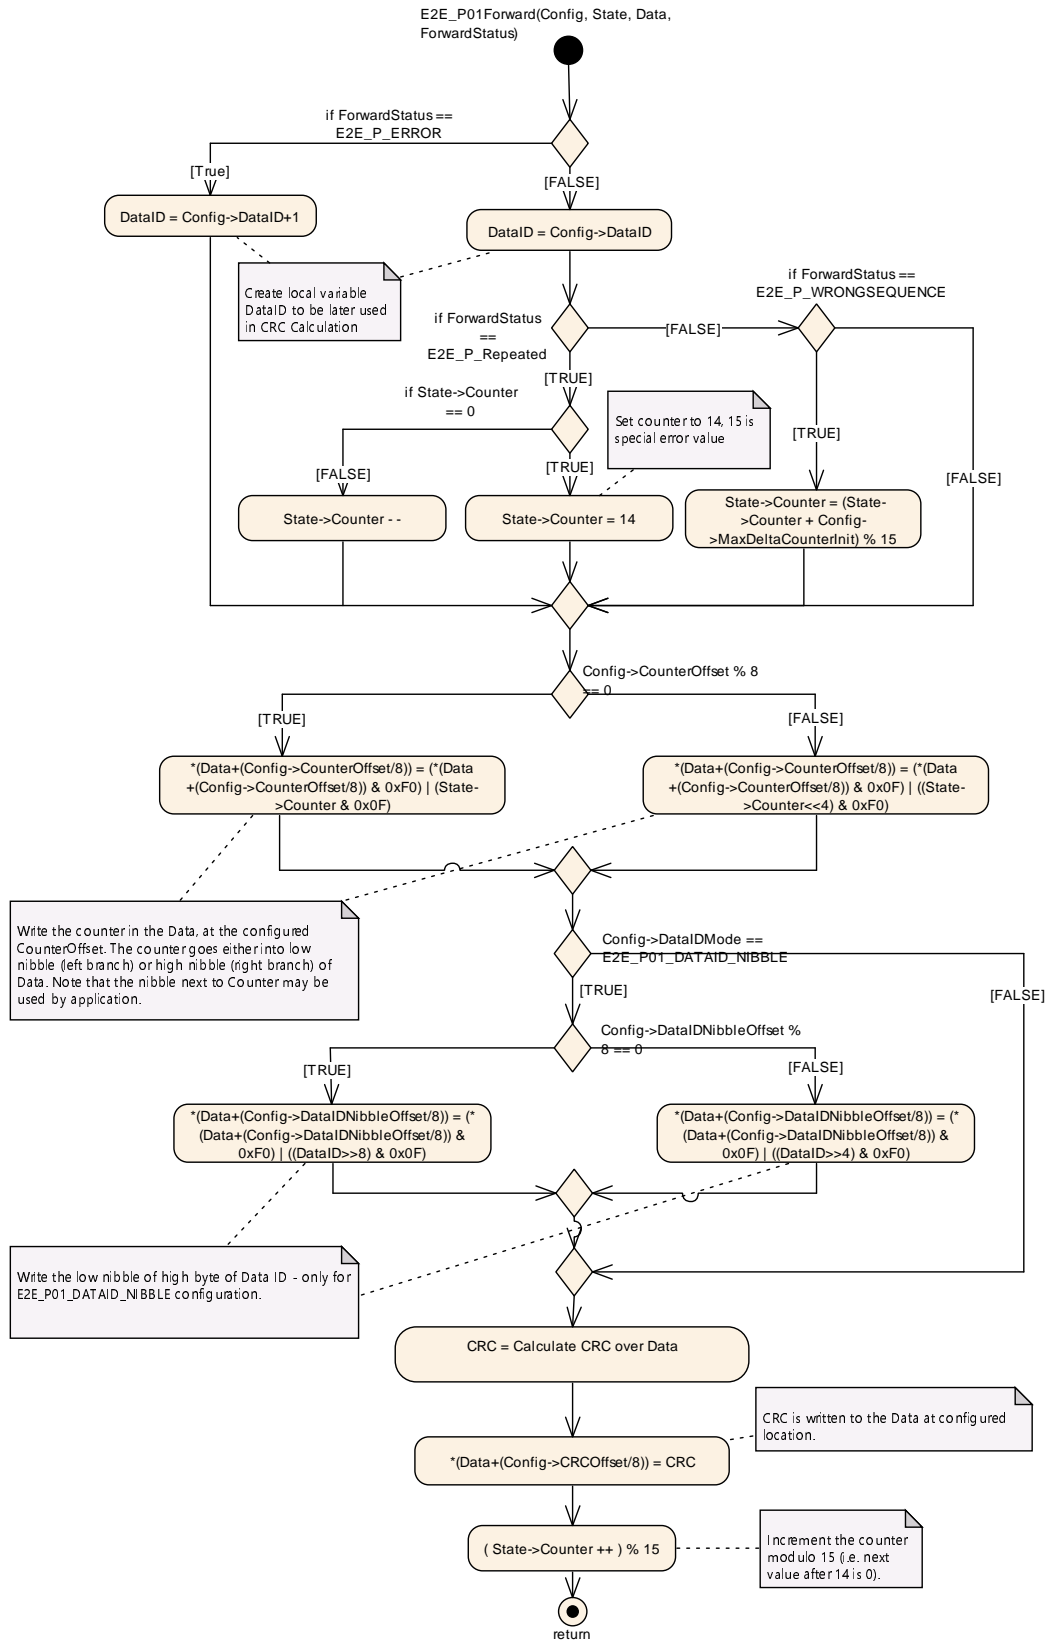 E2E_P01Forward(Config, State, Data,
ForwardStatus)
if ForwardStatus ==
E2E_P_ERROR
[True]
[FALSE]
DataID = Config->DataID+1
DataID = Config->DataID
Create local variable
DataID to be later used
in CRC Calculation
if ForwardStatus ==
E2E_P_WRONGSEQUENCE
if ForwardStatus
==
E2E_P_Repeated
[FALSE]
[TRUE]
if State->Counter
== 0
Set counter to 14, 15 is
special error value
[TRUE]
[FALSE]
[TRUE]
[FALSE]
State->Counter - -
State->Counter = 14
State->Counter = (State-
>Counter + Config-
>MaxDeltaCounterInit) % 15
Config->CounterOffset % 8
== 0
[TRUE]
[FALSE]
*(Data+(Config->CounterOffset/8)) = (*(Data
+(Config->CounterOffset/8)) & 0xF0) | (State-
>Counter & 0x0F)
*(Data+(Config->CounterOffset/8)) = (*(Data
+(Config->CounterOffset/8)) & 0x0F) | ((State-
>Counter<<4) & 0xF0)
Write the counter in the Data, at the configured
CounterOffset. The counter goes either into low
nibble (left branch) or high nibble (right branch) of
Data. Note that the nibble next to Counter may be
used by application.
Config->DataIDMode ==
E2E_P01_DATAID_NIBBLE
[TRUE]
[FALSE]
Config->DataIDNibbleOffset %
8 == 0
[TRUE]
[FALSE]
*(Data+(Config->DataIDNibbleOffset/8)) = (*
(Data+(Config->DataIDNibbleOffset/8)) &
0xF0) | ((DataID>>8) & 0x0F)
*(Data+(Config->DataIDNibbleOffset/8)) = (*
(Data+(Config->DataIDNibbleOffset/8)) &
0x0F) | ((DataID>>4) & 0xF0)
Write the low nibble of high byte of Data ID - only for
E2E_P01_DATAID_NIBBLE configuration.
CRC = Calculate CRC over Data
CRC is written to the Data at configured
location.
*(Data+(Config->CRCOffset/8)) = CRC
( State->Counter ++ ) % 15
Increment the counter
modulo 15 (i.e. next
value after 14 is 0).
return